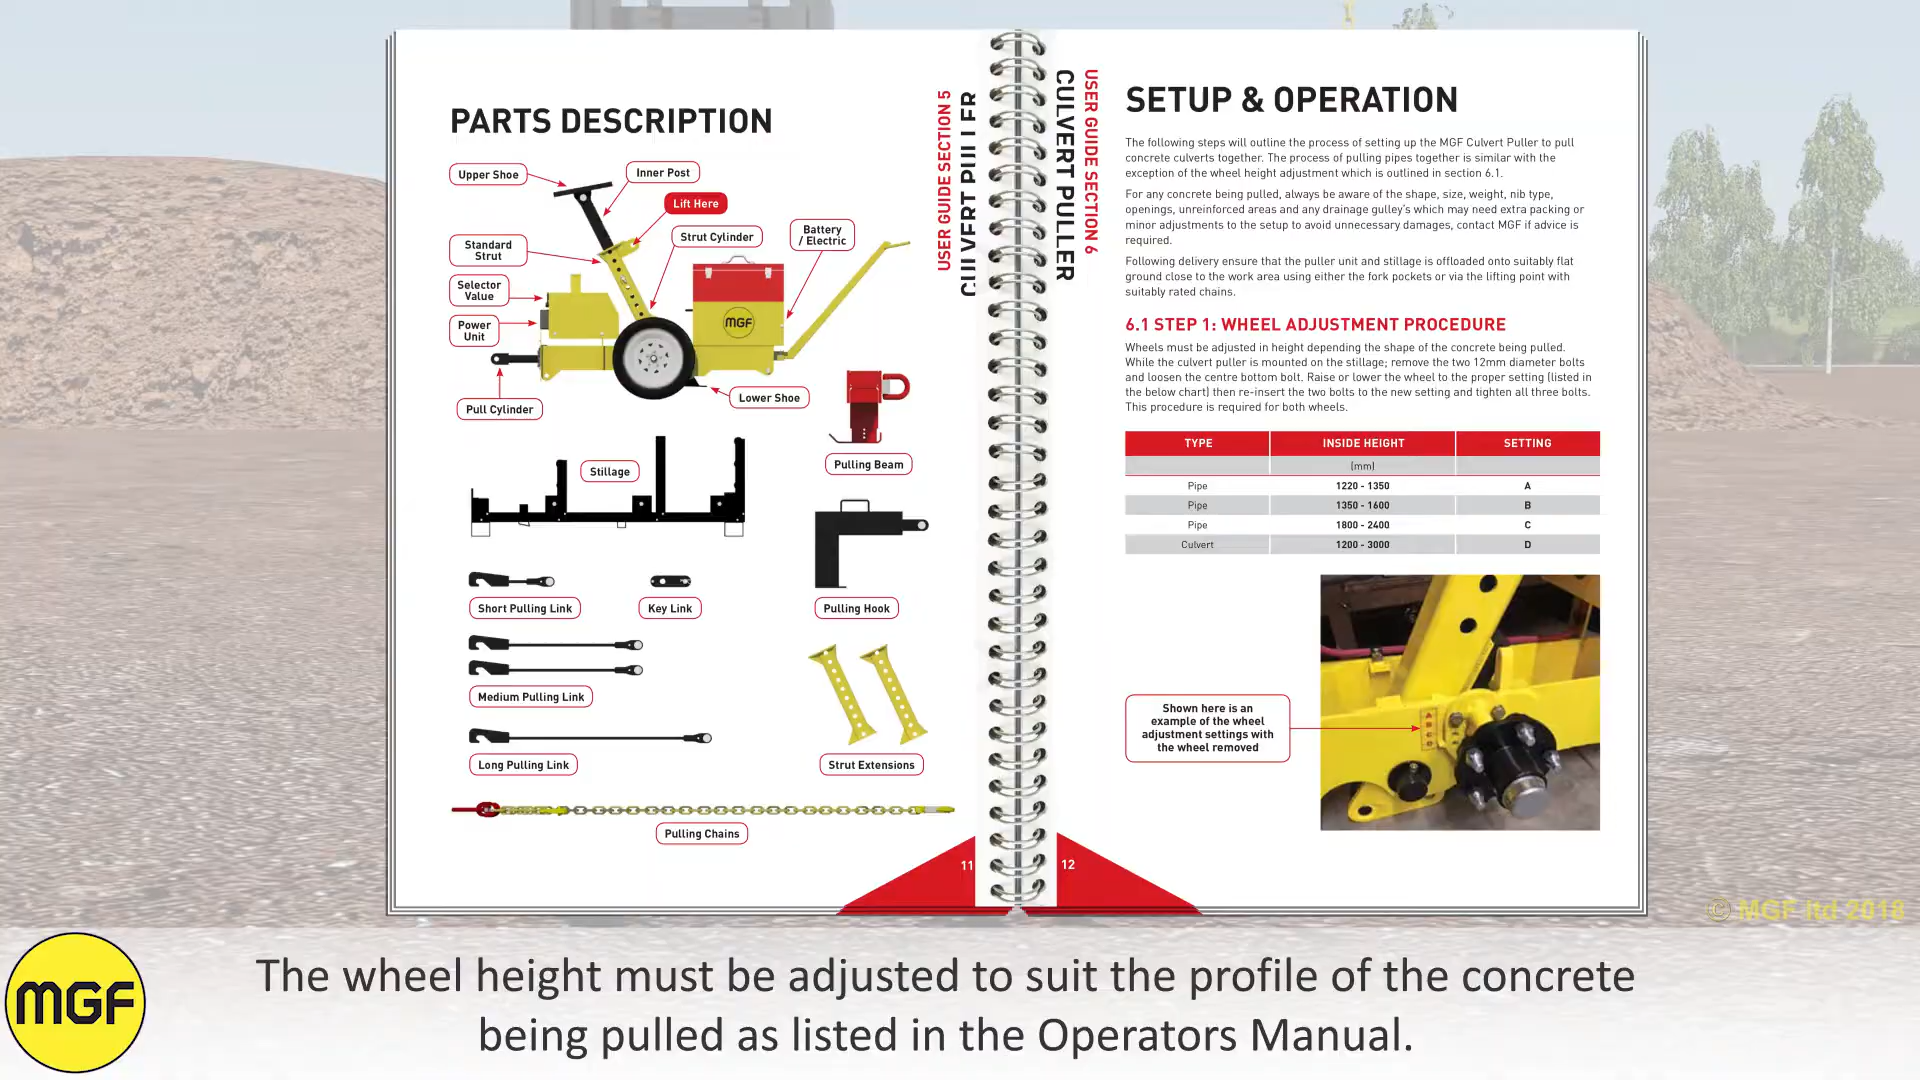 PARTS DESCRIPTION
Upper Shoe
Inner Post
Lift Here
Standard
Strut
Strut Cylinder
Battery
/ Electric
Selector
Value
Power
Unit
MGF
Pull Cylinder
Lower Shoe
Stillage
Pulling Beam
Short Pulling Link
Key Link
Pulling Hook
Medium Pulling Link
Long Pulling Link
Strut Extensions
Pulling Chains
11
USER GUIDE SECTION 5
CULVERT PULLER
USER GUIDE SECTION 6
CULVERT PULLER
SETUP & OPERATION
The following steps will outline the process of setting up the MGF Culvert Puller to pull
concrete culverts together. The process of pulling pipes together is similar with the
exception of the wheel height adjustment which is outlined in section 6.1.
For any concrete being pulled, always be aware of the shape, size, weight, nib type,
openings, unreinforced areas and any drainage gulley's which may need extra packing or
minor adjustments to the setup to avoid unnecessary damages, contact MGF if advice is
required.
Following delivery ensure that the puller unit and stillage is offloaded onto suitably flat
ground close to the work area using either the fork pockets or via the lifting point with
suitably rated chains.
6.1 STEP 1: WHEEL ADJUSTMENT PROCEDURE
Wheels must be adjusted in height depending the shape of the concrete being pulled.
While the culvert puller is mounted on the stillage; remove the two 12mm diameter bolts
and loosen the centre bottom bolt. Raise or lower the wheel to the proper setting (listed in
the below chart) then re-insert the two bolts to the new setting and tighten all three bolts.
This procedure is required for both wheels.
TYPE INSIDE HEIGHT SETTING
(mm)
Pipe 1220 - 1350 A
Pipe 1350 - 1600 B
Pipe 1800 - 2400 C
Culvert 1200 - 3000 D
Shown here is an
example of the wheel
adjustment settings with
the wheel removed
A
B
C
D
12
© MGF ltd 2018
MGF
The wheel height must be adjusted to suit the profile of the concrete
being pulled as listed in the Operators Manual.